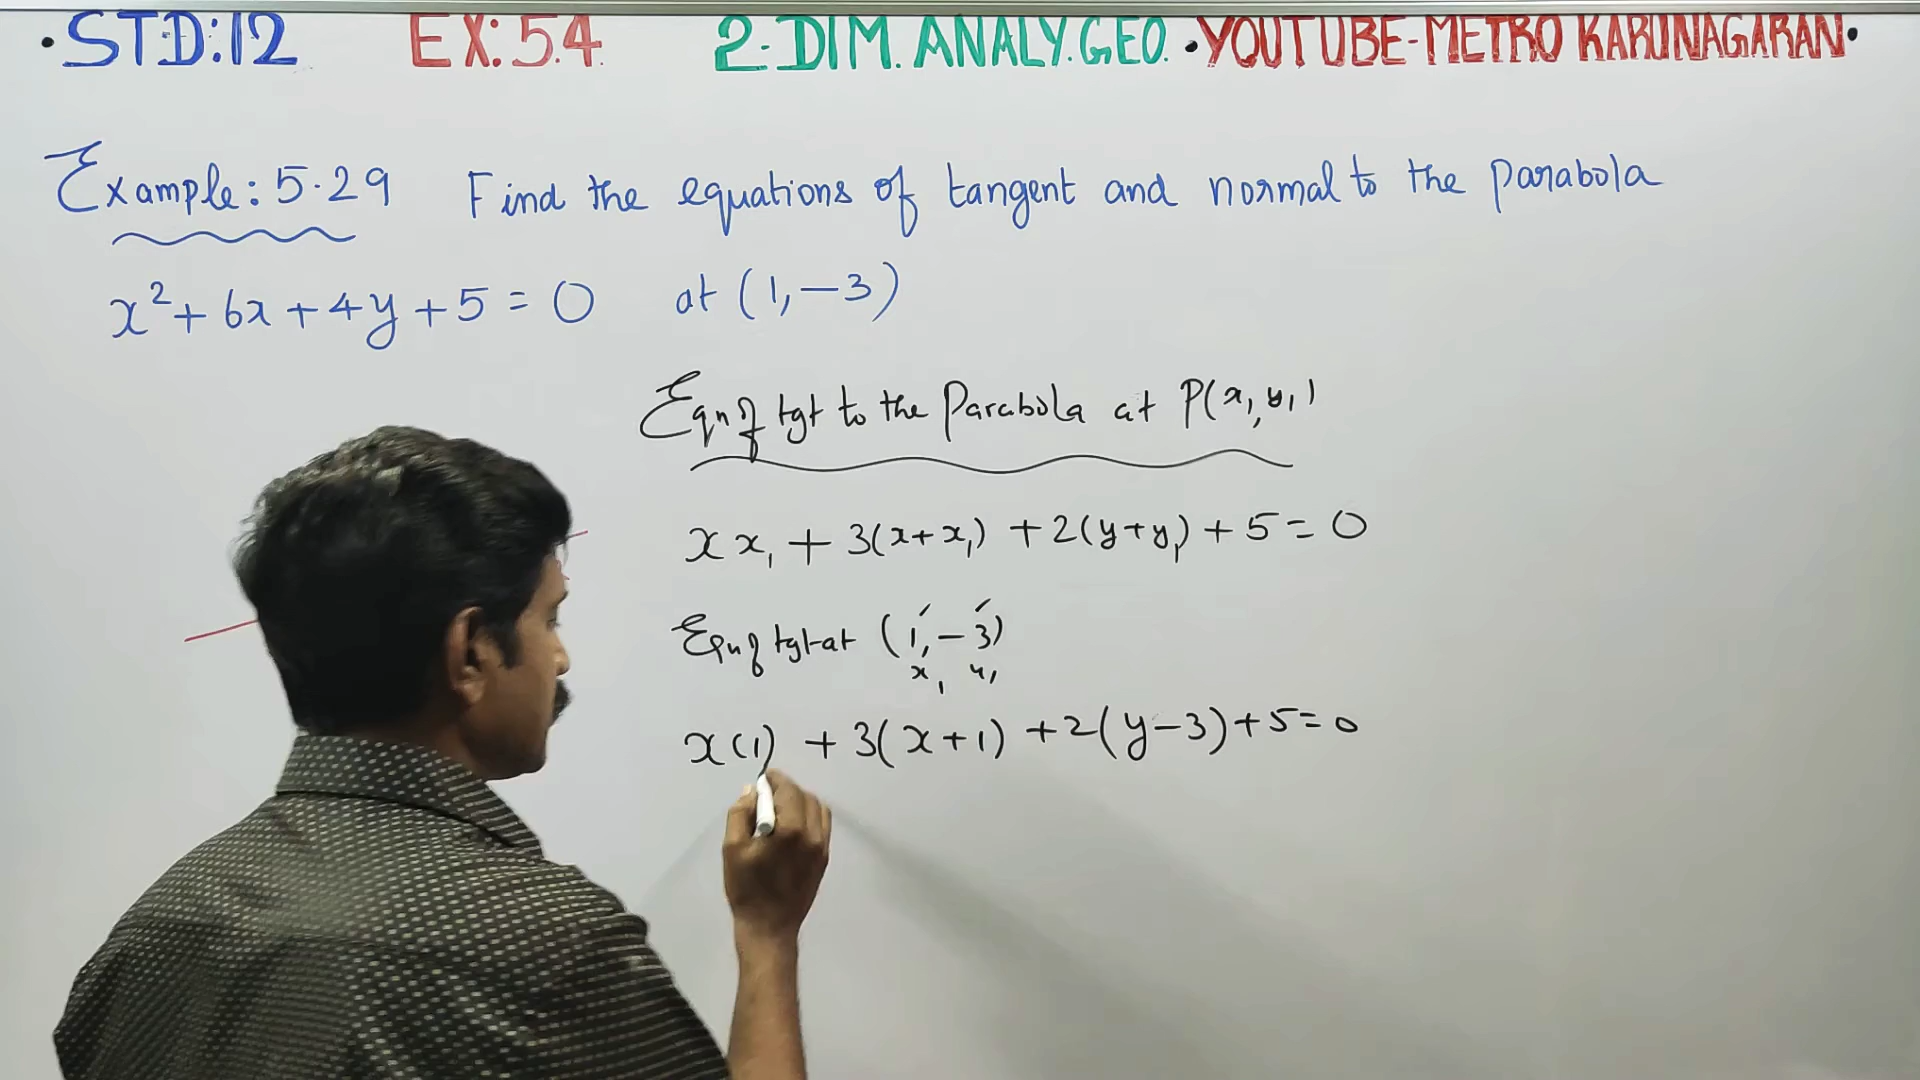 • STD:12 EX:5.4 2-DIM. ANALY.GEO. •YOUTUBE-METRO KARUNAGARAN•
Example: 5.29 Find the equations of tangent and normal to the parabola
x² + 6x + 4y + 5 = 0 at (1, -3)
Eqn of tgt to the Parabola at P(x₁, y₁)
x x₁ + 3(x+x₁) + 2(y+y₁) + 5 = 0
Eqn of tgt at (1, -3)
x₁ y₁
x(1) + 3(x+1) + 2(y-3) + 5 = 0